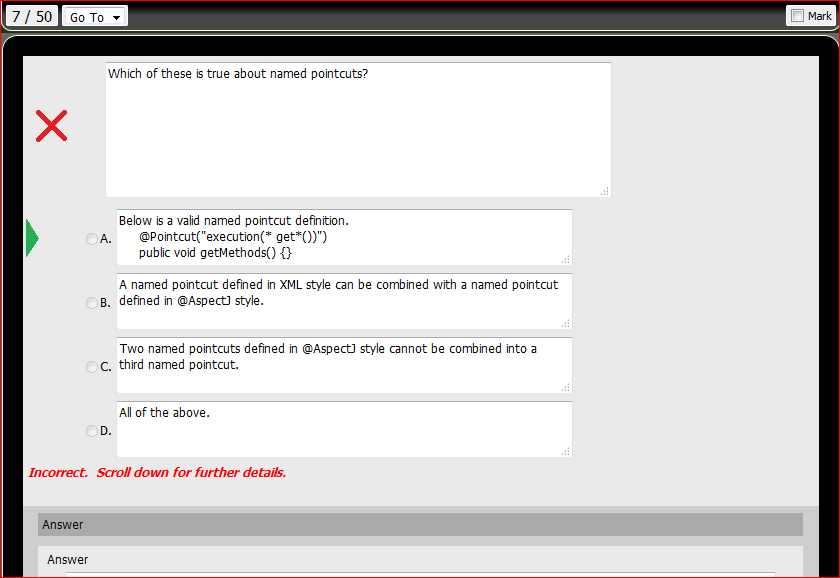 7 / 50 Go To Mark
Which of these is true about named pointcuts?
A. Below is a valid named pointcut definition.
@Pointcut("execution(* get*())")
public void getMethods() {}
B. A named pointcut defined in XML style can be combined with a named pointcut
defined in @AspectJ style.
C. Two named pointcuts defined in @AspectJ style cannot be combined into a
third named pointcut.
D. All of the above.
Incorrect. Scroll down for further details.
Answer
Answer